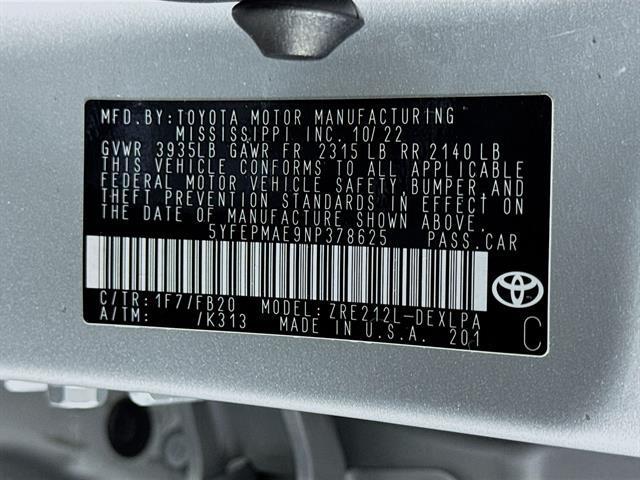 MFD.BY:TOYOTA MOTOR MANUFACTURING
MISSISSIPPI INC. 10/22
GVWR 3935LB GAWR FR 2315 LB RR 2140 LB
THIS VEHICLE CONFORMS TO ALL APPLICABLE
FEDERAL MOTOR VEHICLE SAFETY, BUMPER, AND
THEFT PREVENTION STANDARDS IN EFFECT ON
THE DATE OF MANUFACTURE SHOWN ABOVE.
5YFEPMAE9NP378625 PASS.CAR
C/TR: 1F7/FB20 MODEL: ZRE212L-DEXLPA
A/TM: /K313 MADE IN U.S.A. 201 C